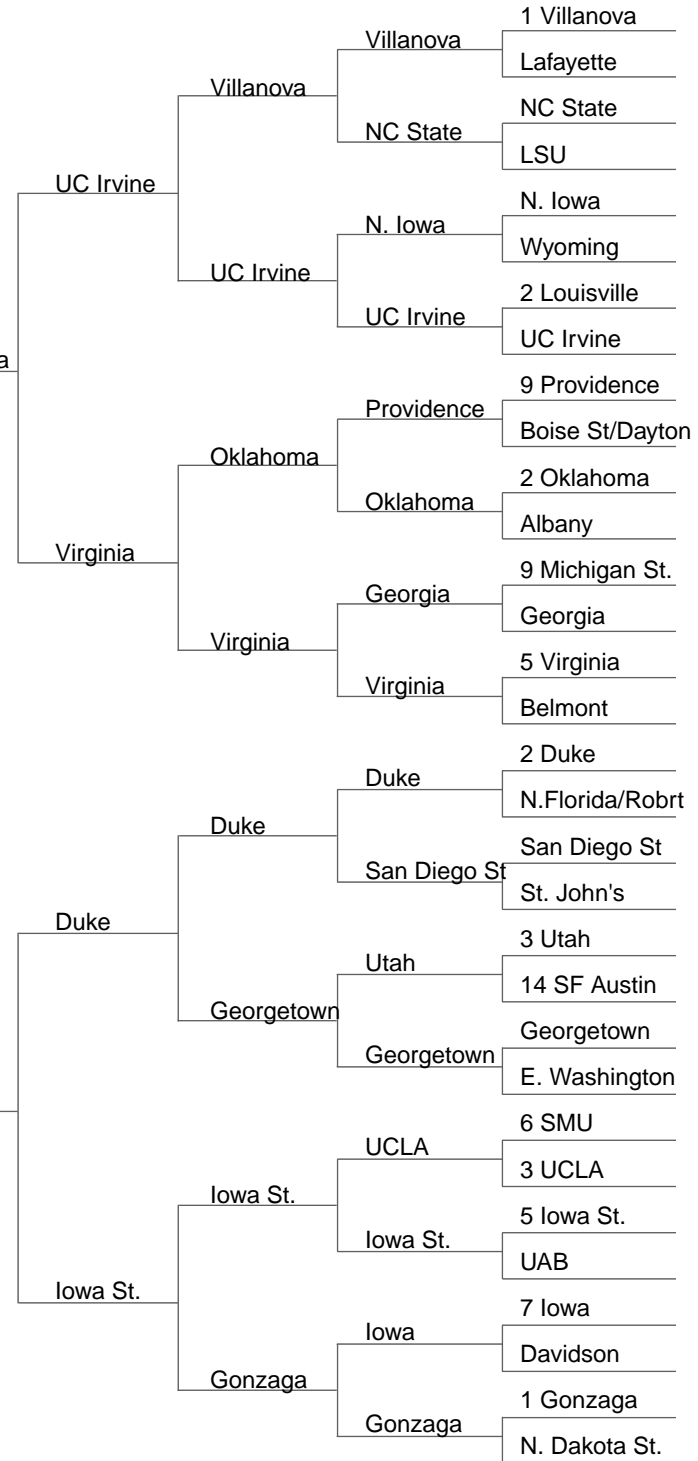 1 Villanova
Villanova
Lafayette
Villanova
NC State
NC State
LSU
UC Irvine
N. Iowa
N. Iowa
Wyoming
UC Irvine
2 Louisville
UC Irvine
UC Irvine
a
9 Providence
Providence
Boise St/Dayton
Oklahoma
2 Oklahoma
Oklahoma
Albany
Virginia
9 Michigan St.
Georgia
Georgia
Virginia
5 Virginia
Virginia
Belmont
2 Duke
Duke
N.Florida/Robrt
Duke
San Diego St
San Diego St
St. John's
Duke
3 Utah
Utah
14 SF Austin
Georgetown
Georgetown
Georgetown
E. Washington
6 SMU
UCLA
3 UCLA
Iowa St.
5 Iowa St.
Iowa St.
UAB
Iowa St.
7 Iowa
Iowa
Davidson
Gonzaga
1 Gonzaga
Gonzaga
N. Dakota St.